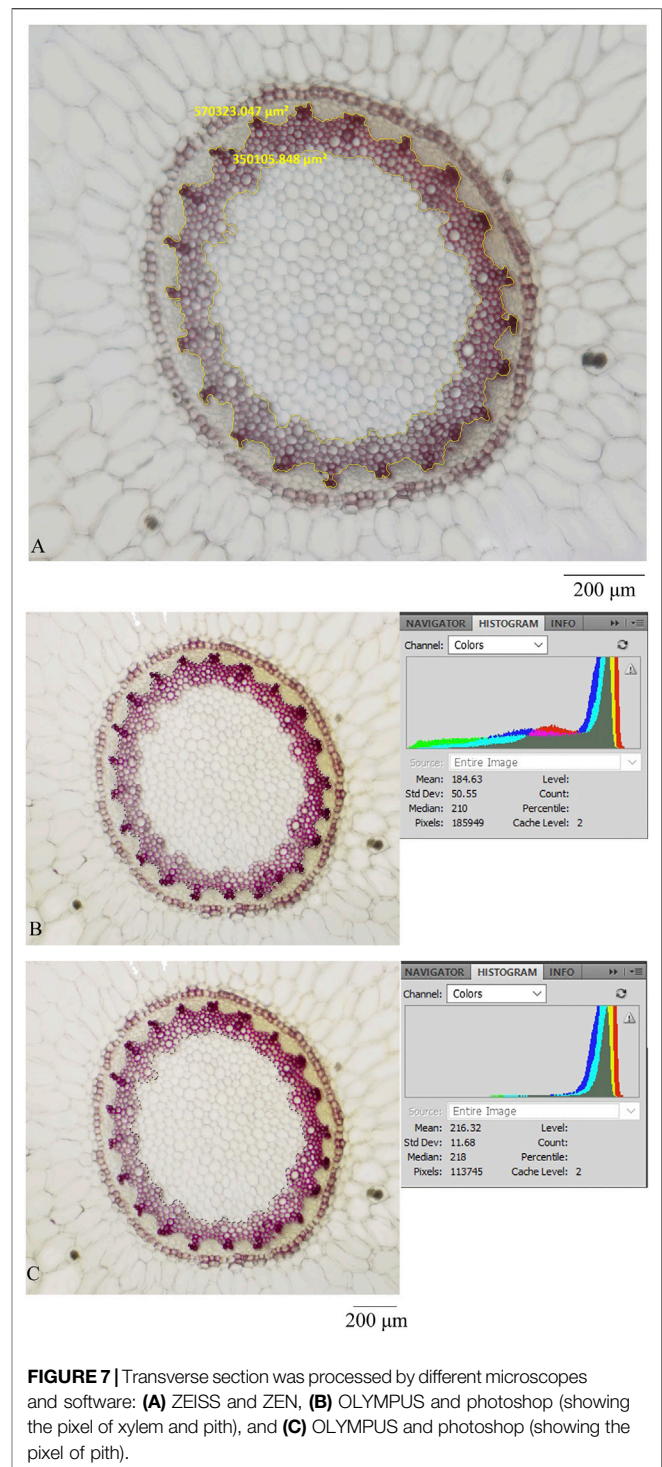 570323.047 μm²
350105.848 μm²
A
200 μm
NAVIGATOR HISTOGRAM INFO
Channel: Colors
Source: Entire Image
Mean: 184.63 Level:
Std Dev: 50.55 Count:
Median: 210 Percentile:
Pixels: 185949 Cache Level: 2
B
NAVIGATOR HISTOGRAM INFO
Channel: Colors
Source: Entire Image
Mean: 216.32 Level:
Std Dev: 11.68 Count:
Median: 218 Percentile:
Pixels: 113745 Cache Level: 2
C
200 μm
FIGURE 7 | Transverse section was processed by different microscopes
and software: (A) ZEISS and ZEN, (B) OLYMPUS and photoshop (showing
the pixel of xylem and pith), and (C) OLYMPUS and photoshop (showing the
pixel of pith).